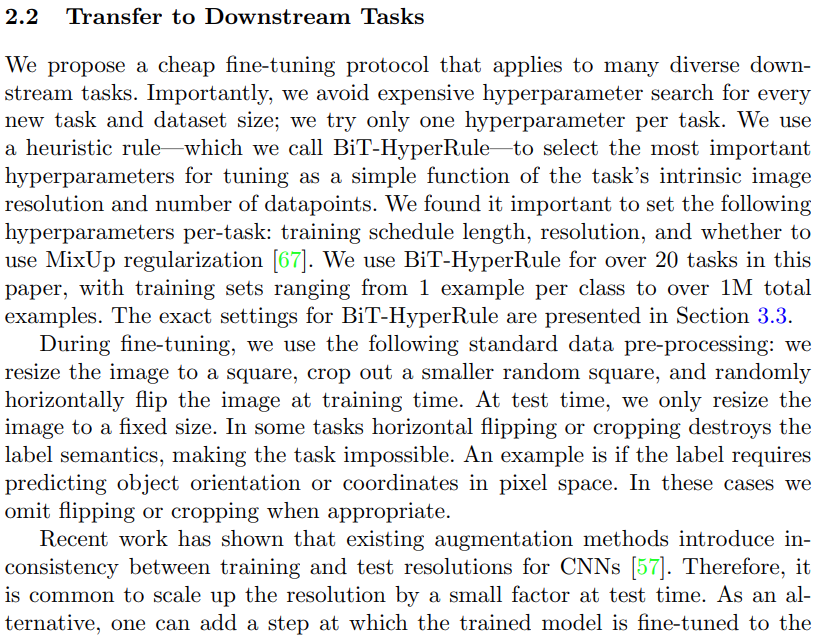 2.2 Transfer to Downstream Tasks
We propose a cheap fine-tuning protocol that applies to many diverse down-
stream tasks. Importantly, we avoid expensive hyperparameter search for every
new task and dataset size; we try only one hyperparameter per task. We use
a heuristic rule—which we call BiT-HyperRule—to select the most important
hyperparameters for tuning as a simple function of the task's intrinsic image
resolution and number of datapoints. We found it important to set the following
hyperparameters per-task: training schedule length, resolution, and whether to
use MixUp regularization [67]. We use BiT-HyperRule for over 20 tasks in this
paper, with training sets ranging from 1 example per class to over 1M total
examples. The exact settings for BiT-HyperRule are presented in Section 3.3.
During fine-tuning, we use the following standard data pre-processing: we
resize the image to a square, crop out a smaller random square, and randomly
horizontally flip the image at training time. At test time, we only resize the
image to a fixed size. In some tasks horizontal flipping or cropping destroys the
label semantics, making the task impossible. An example is if the label requires
predicting object orientation or coordinates in pixel space. In these cases we
omit flipping or cropping when appropriate.
Recent work has shown that existing augmentation methods introduce in-
consistency between training and test resolutions for CNNs [57]. Therefore, it
is common to scale up the resolution by a small factor at test time. As an al-
ternative, one can add a step at which the trained model is fine-tuned to the